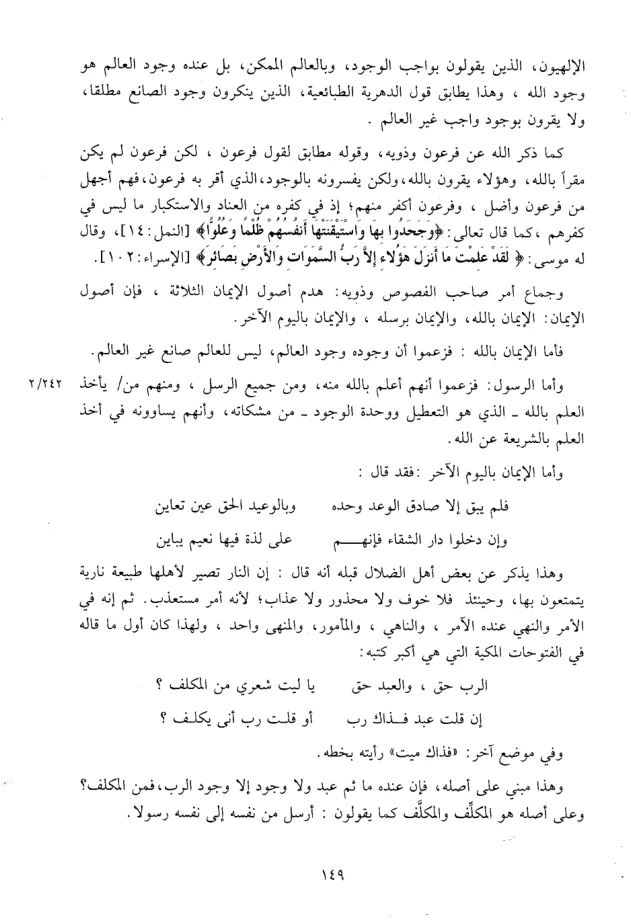 الإلهيون، الذين يقولون بواجب الوجود، وبالعالم الممكن، بل عنده وجود العالم هو
وجود الله ، وهذا يطابق قول الدهرية الطبائعية، الذين ينكرون وجود الصانع مطلقا،
ولا يقرون بوجود واجب غير العالم .
كما ذكر الله عن فرعون وذويه، وقوله مطابق لقول فرعون ، لكن فرعون لم يكن
مقراً بالله، وهؤلاء يقرون بالله،ولكن يفسرونه بالوجود،الذي أقر به فرعون،فهم أجهل
من فرعون وأضل ، وفرعون أكفر منهم؛ إذ في كفره من العناد والاستكبار ما ليس في
كفرهم ،كما قال تعالى: ﴿وَجَحَدُوا بِهَا وَاسْتَيْقَنَتْهَا أَنفُسُهُمْ ظُلْمًا وَعُلُوًّا﴾ [النمل:١٤]، وقال
له موسى: ﴿ لَقَدْ عَلِمْتَ مَا أَنزَلَ هَؤُلاءِ إِلاَّ رَبُّ السَّمَوَاتِ وَالأَرْضِ بَصَائِرَ﴾ [الإسراء:١٠٢].
وجماع أمر صاحب الفصوص وذويه: هدم أصول الإيمان الثلاثة ، فإن أصول
الإيمان: الإيمان بالله، والإيمان برسله ، والإيمان باليوم الآخر.
فأما الإيمان بالله : فزعموا أن وجوده وجود العالم، ليس للعالم صانع غير العالم.
وأما الرسول: فزعموا أنهم أعلم بالله منه، ومن جميع الرسل ، ومنهم من/ يأخذ ٢/٢٤٢
العلم بالله ـ الذي هو التعطيل ووحدة الوجود ـ من مشكاته، وأنهم يساوونه في أخذ
العلم بالشريعة عن الله.
وأما الإيمان باليوم الآخر :فقد قال :
فلم يبق إلا صادق الوعد وحده وبالوعيد الحق عين تعاين
وإن دخلوا دار الشقاء فإنهـــــم على لذة فيها نعيم يباين
وهذا يذكر عن بعض أهل الضلال قبله أنه قال : إن النار تصير لأهلها طبيعة نارية
يتمتعون بها، وحينئذ فلا خوف ولا محذور ولا عذاب؛ لأنه أمر مستعذب. ثم إنه في
الأمر والنهي عنده الآمر ، والناهي ، والمأمور، والمنهى واحد ، ولهذا كان أول ما قاله
في الفتوحات المكية التي هي أكبر كتبه:
الرب حق ، والعبد حق يا ليت شعري من المكلف ؟
إن قلت عبد فــذاك رب أو قلـت رب أنى يكلـف ؟
وفي موضع آخر: «فذاك ميت» رأيته بخطه.
وهذا مبني على أصله، فإن عنده ما ثم عبد ولا وجود إلا وجود الرب،فمن المكلف؟
وعلى أصله هو المكلِّف والمكلَّف كما يقولون : أرسل من نفسه إلى نفسه رسولا.
١٤٩